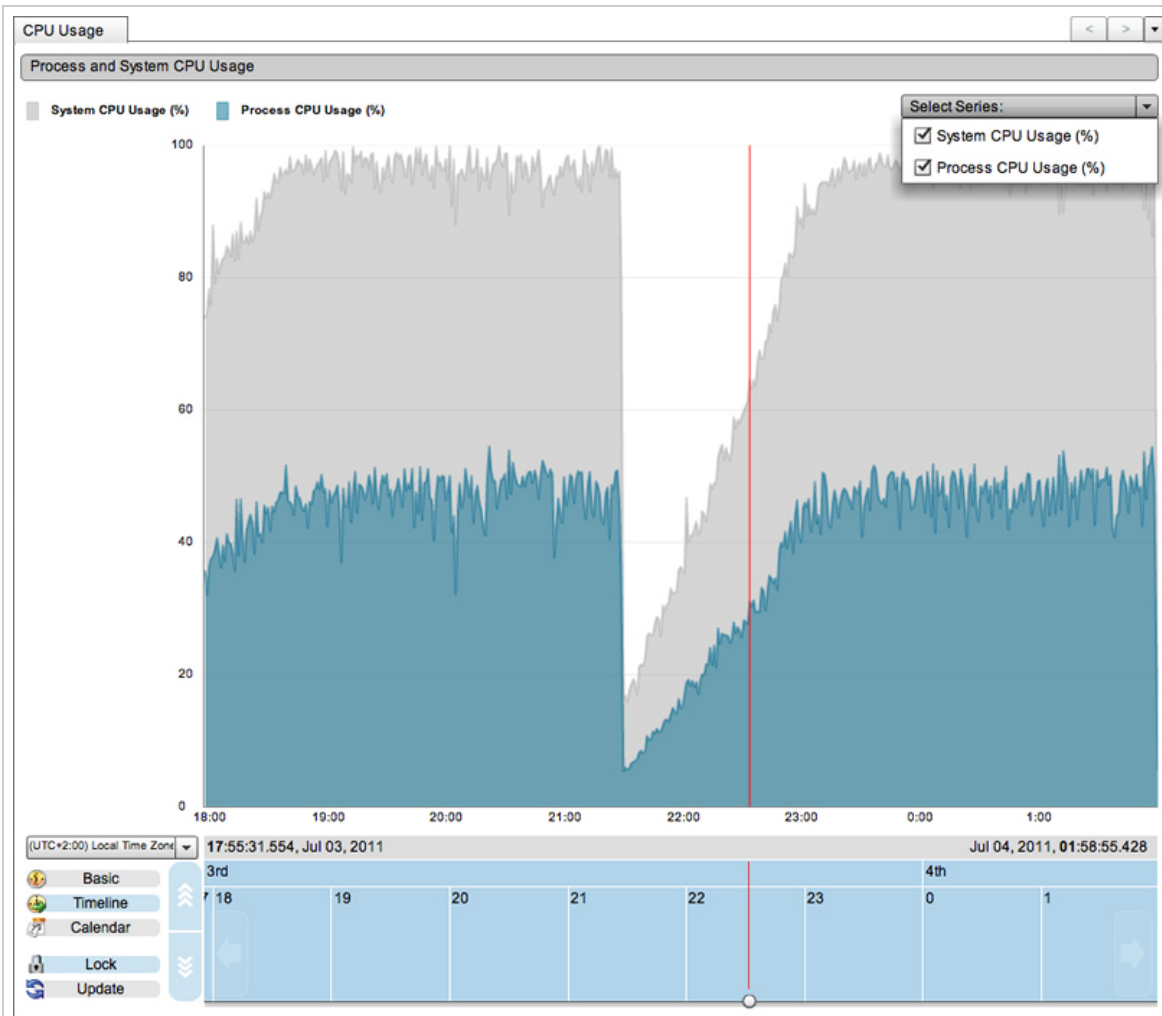 CPU Usage
< >
Process and System CPU Usage
System CPU Usage (%) Process CPU Usage (%)
Select Series:
System CPU Usage (%)
Process CPU Usage (%)
100
80
60
40
20
0
18:00 19:00 20:00 21:00 22:00 23:00 0:00 1:00
(UTC+2:00) Local Time Zone 17:55:31.554, Jul 03, 2011 Jul 04, 2011, 01:58:55.428
3rd 4th
7 18 19 20 21 22 23 0 1
Basic
Timeline
Calendar
Lock
Update